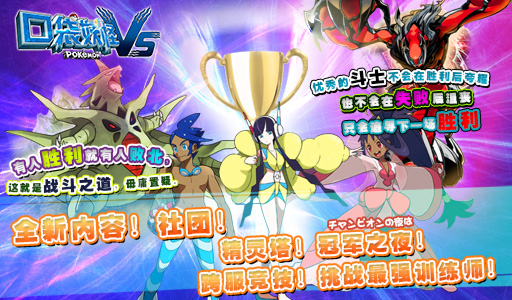 口袋妖怪VS
POKEMON
优秀的斗士不会在胜利后夸耀
也不会在失败后沮丧
只会追寻下一场胜利
有人胜利就有人败北，
这就是战斗之道，毋庸置疑。
全新内容！社团！
チャンピオンの夜は
精灵塔！冠军之夜！
跨服竞技！挑战最强训练师！